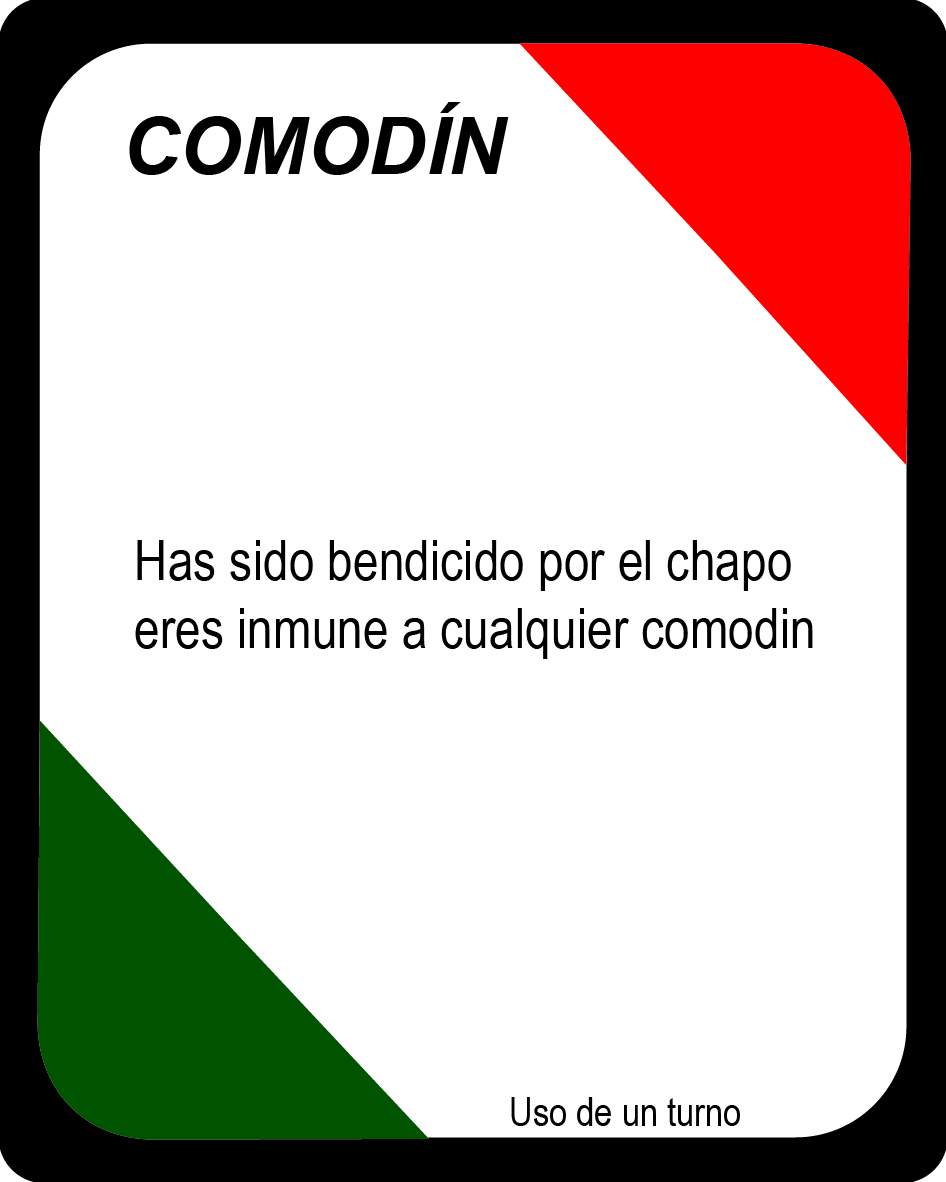 COMODÍN
Has sido bendicido por el chapo
eres inmune a cualquier comodin
Uso de un turno